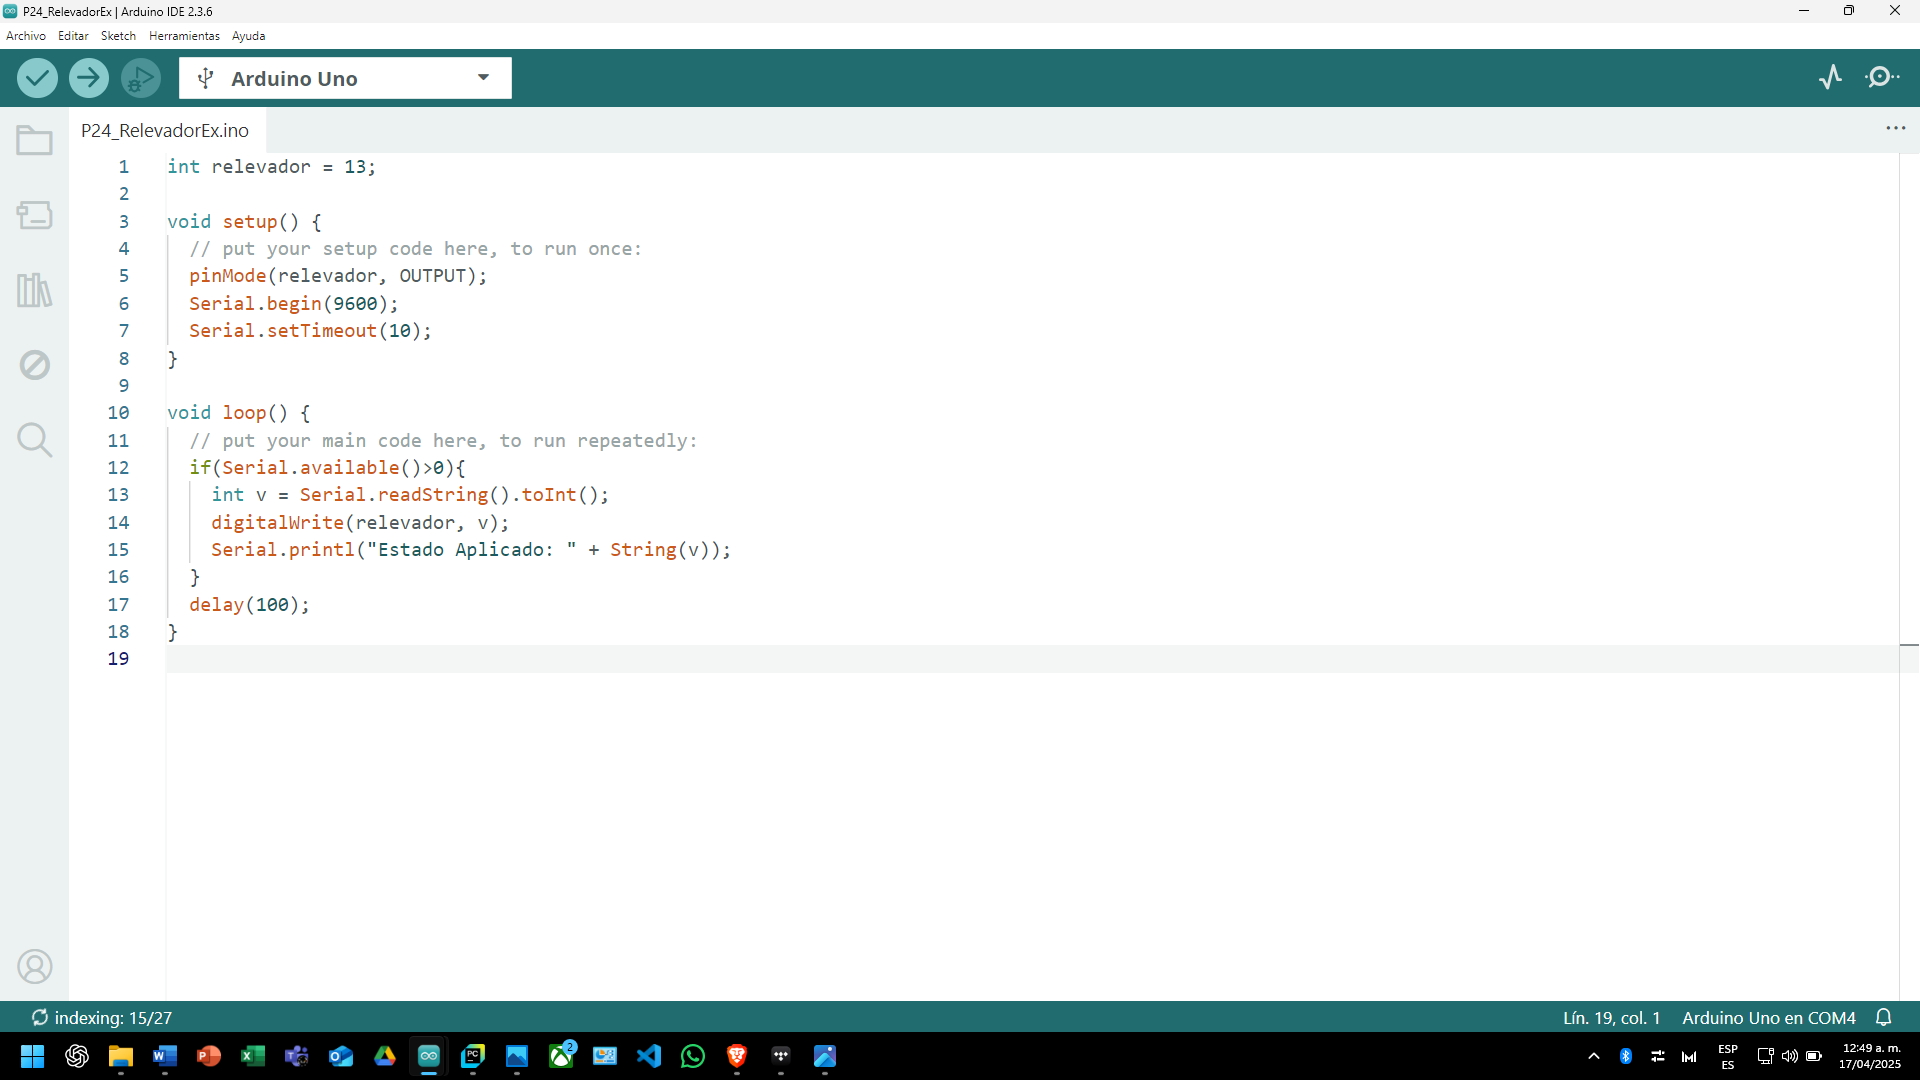 P24_RelevadorEx | Arduino IDE 2.3.6
Archivo Editar Sketch Herramientas Ayuda
Arduino Uno
P24_RelevadorEx.ino
1 int relevador = 13;
2
3 void setup() {
4 // put your setup code here, to run once:
5 pinMode(relevador, OUTPUT);
6 Serial.begin(9600);
7 Serial.setTimeout(10);
8 }
9
10 void loop() {
11 // put your main code here, to run repeatedly:
12 if(Serial.available()>0){
13 int v = Serial.readString().toInt();
14 digitalWrite(relevador, v);
15 Serial.printl("Estado Aplicado: " + String(v));
16 }
17 delay(100);
18 }
19
indexing: 15/27
Lín. 19, col. 1 Arduino Uno en COM4
2
ESP
ES
12:49 a. m.
17/04/2025